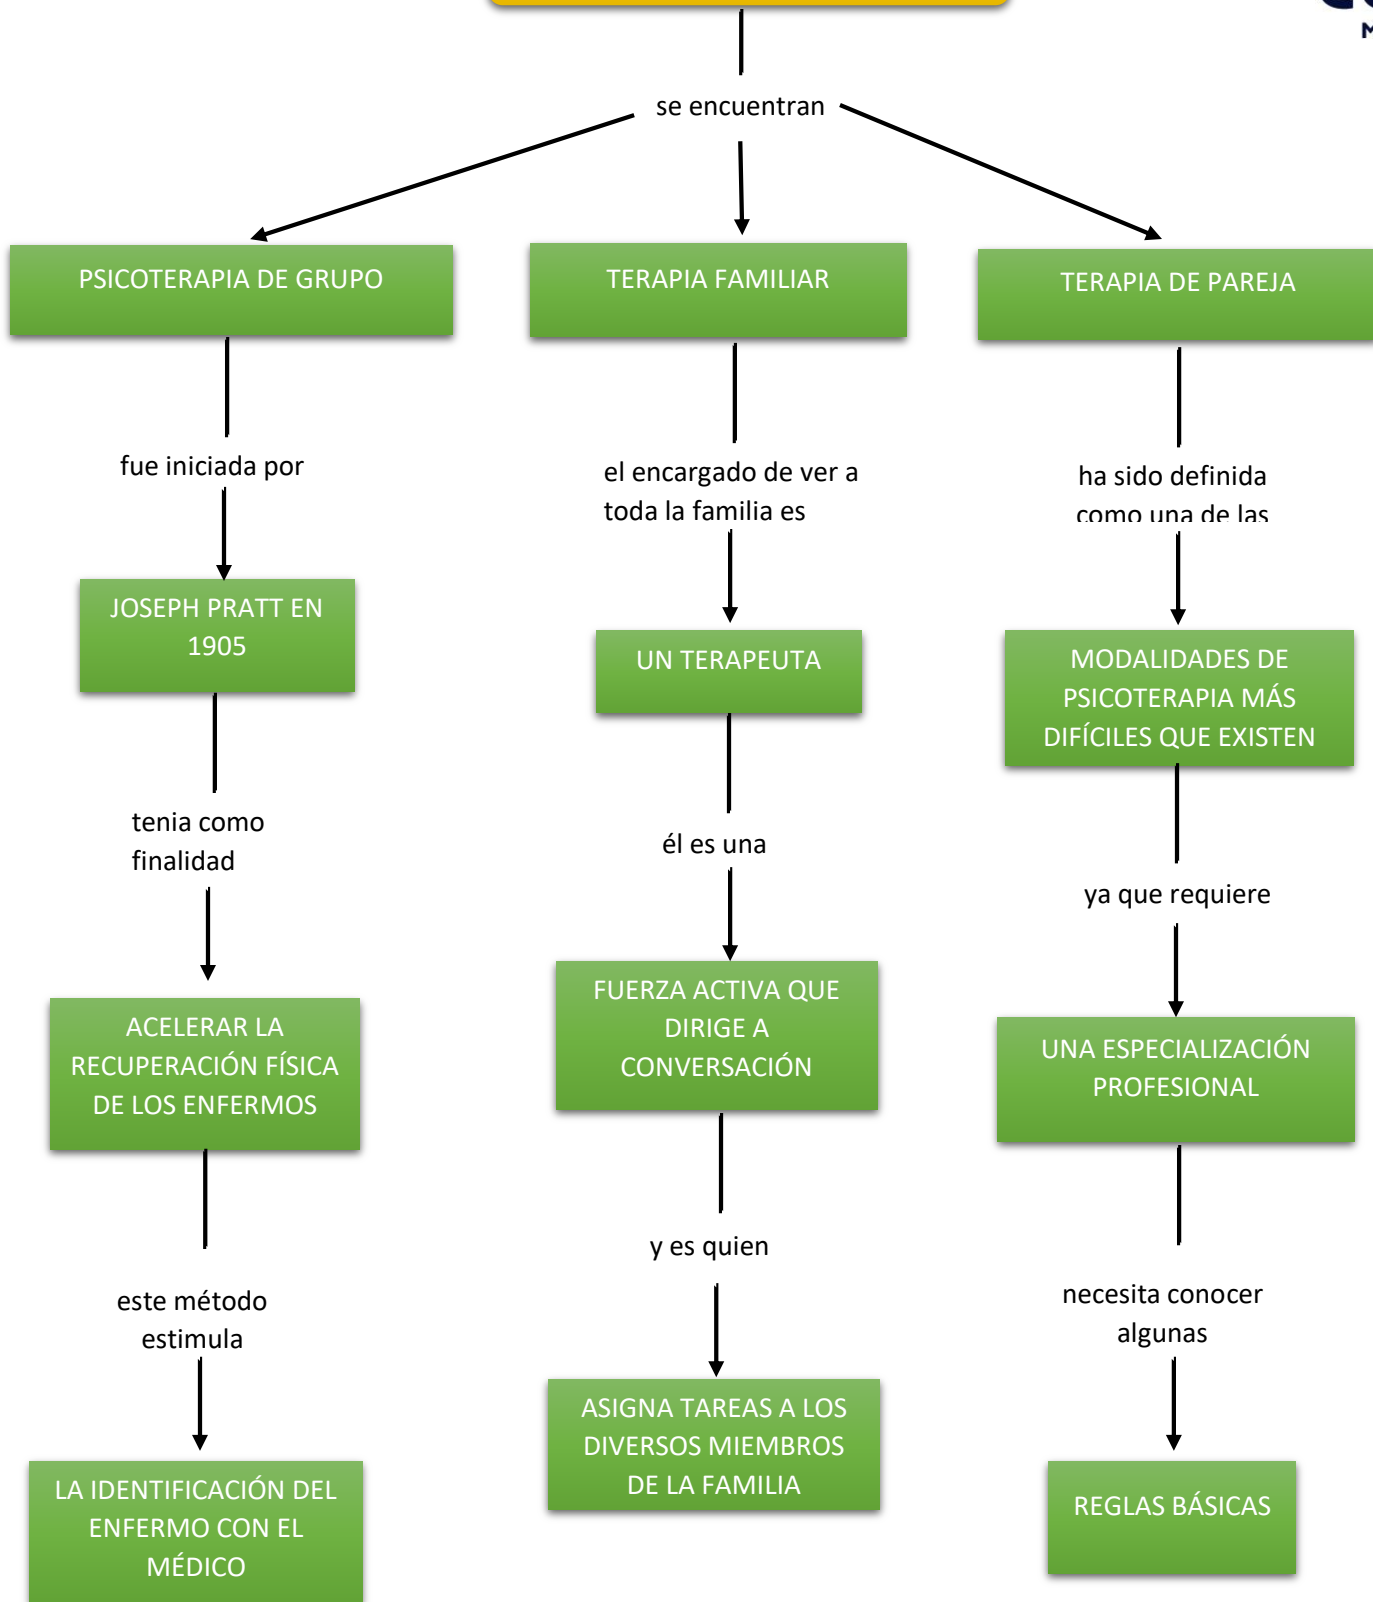 se encuentran
PSICOTERAPIA DE GRUPO
fue iniciada por
JOSEPH PRATT EN
1905
tenia como
finalidad
ACELERAR LA
RECUPERACIÓN FÍSICA
DE LOS ENFERMOS
este método
estimula
LA IDENTIFICACIÓN DEL
ENFERMO CON EL
MÉDICO
TERAPIA FAMILIAR
el encargado de ver a
toda la familia es
UN TERAPEUTA
él es una
FUERZA ACTIVA QUE
DIRIGE A
CONVERSACIÓN
y es quien
ASIGNA TAREAS A LOS
DIVERSOS MIEMBROS
DE LA FAMILIA
TERAPIA DE PAREJA
ha sido definida
como una de las
MODALIDADES DE
PSICOTERAPIA MÁS
DIFÍCILES QUE EXISTEN
ya que requiere
UNA ESPECIALIZACIÓN
PROFESIONAL
necesita conocer
algunas
REGLAS BÁSICAS